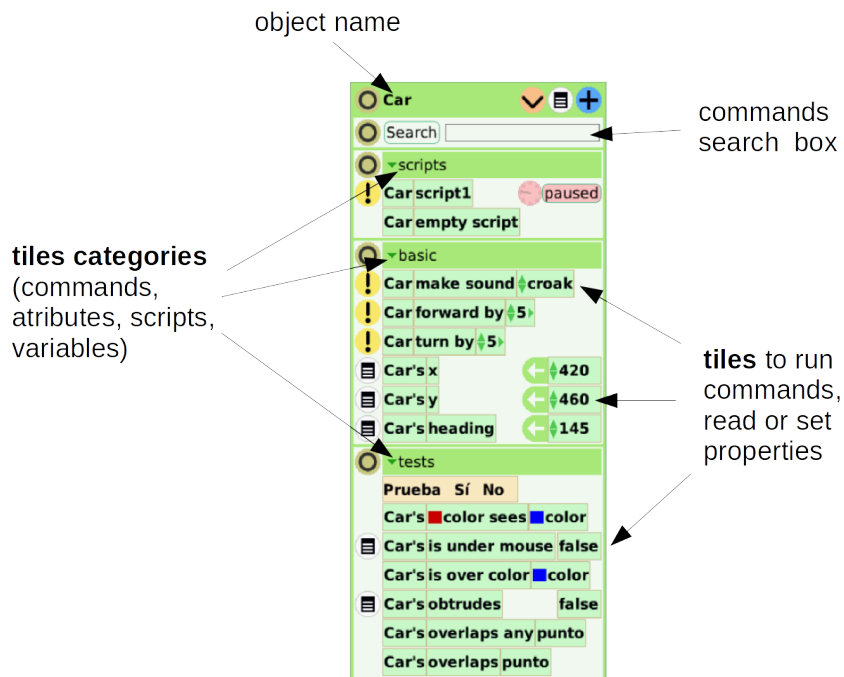 object name
Car
Search
commands
search box
scripts
Car script1 paused
Car empty script
tiles categories
(commands,
atributes, scripts,
variables)
basic
Car make sound croak
Car forward by 5
Car turn by 5
Car's x 420
Car's y 460
Car's heading 145
tiles to run
commands,
read or set
properties
tests
Prueba Sí No
Car's color sees color
Car's is under mouse false
Car's is over color color
Car's obtrudes false
Car's overlaps any punto
Car's overlaps punto